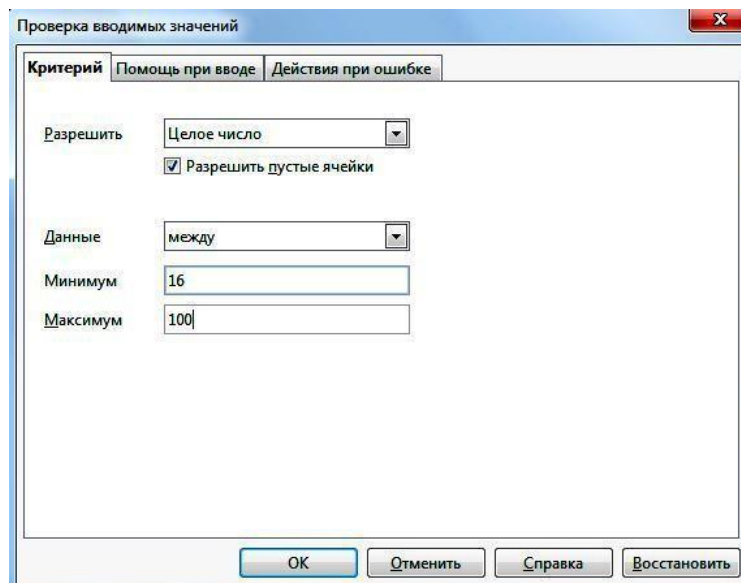 Проверка вводимых значений
Критерий Помощь при вводе Действия при ошибке
Разрешить Целое число
Разрешить пустые ячейки
Данные между
Минимум 16
Максимум 100
OK Отменить Справка Восстановить